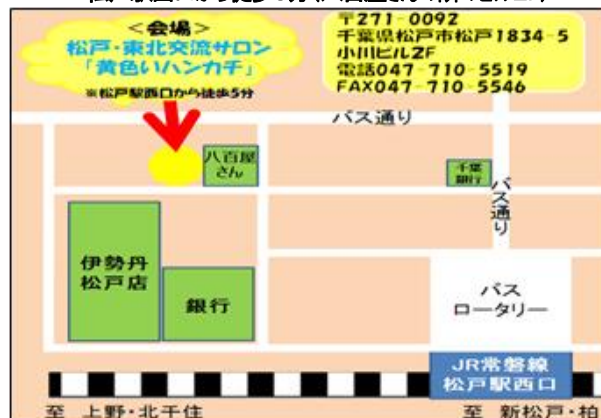 ＜会場＞
松戸・東北交流サロン
「黄色いハンカチ」
※松戸駅西口から徒歩5分
〒271-0092
千葉県松戸市松戸1834-5
小川ビル2F
電話047-710-5519
FAX047-710-5546
バス通り
八百屋
さん
千葉
銀行
バス通り
伊勢丹
松戸店
銀行
バス
ロータリー
JR常磐線
松戸駅西口
至 上野・北千住
至 新松戸・柏